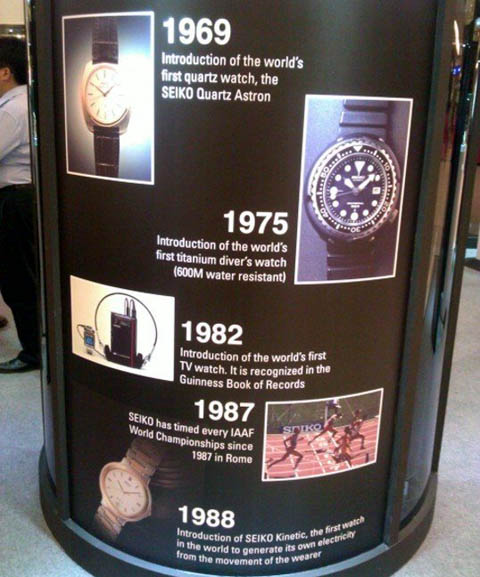 1969
Introduction of the world's
first quartz watch, the
SEIKO Quartz Astron
1975
Introduction of the world's
first titanium diver's watch
(600M water resistant)
1982
Introduction of the world's first
TV watch. It is recognized in the
Guinness Book of Records
1987
SEIKO has timed every IAAF
World Championships since
1987 in Rome
SEIKO
1988
Introduction of SEIKO Kinetic, the first watch
in the world to generate its own electricity
from the movement of the wearer